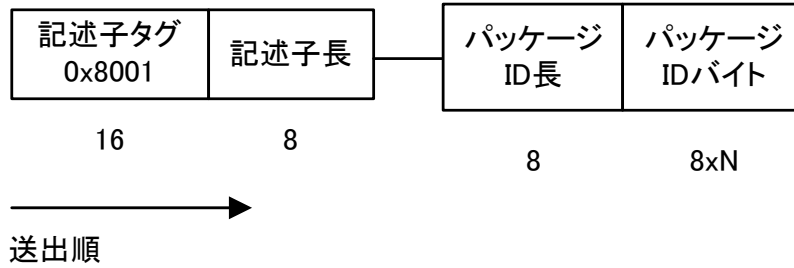 記述子タグ
0x8001
記述子長
パッケージ
ID長
パッケージ
IDバイト
16
8
8
8xN
送出順